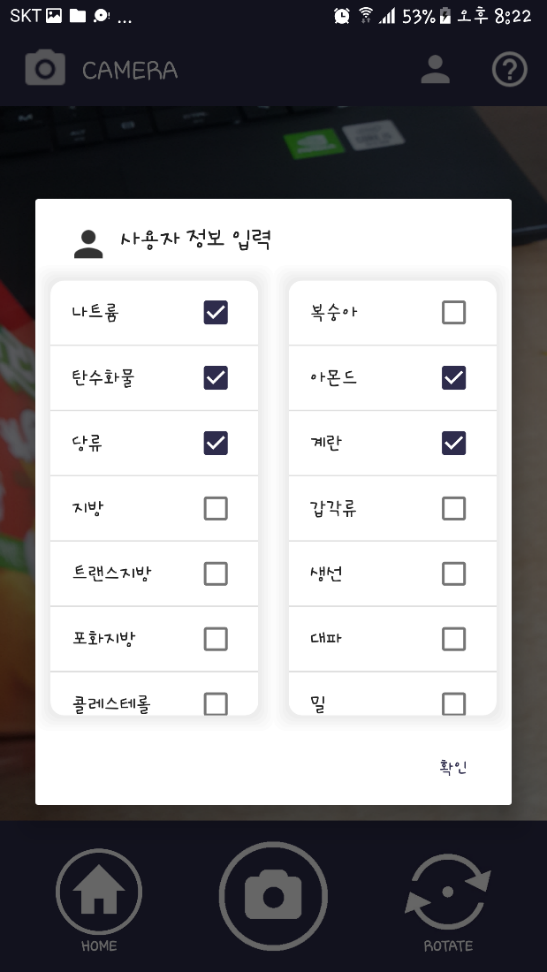 SKT ... 53% 오후 8:22
CAMERA
사용자 정보 입력
나트륨
탄수화물
당류
지방
트랜스지방
포화지방
콜레스테롤
복숭아
아몬드
계란
갑각류
생선
대파
밀
확인
HOME
ROTATE